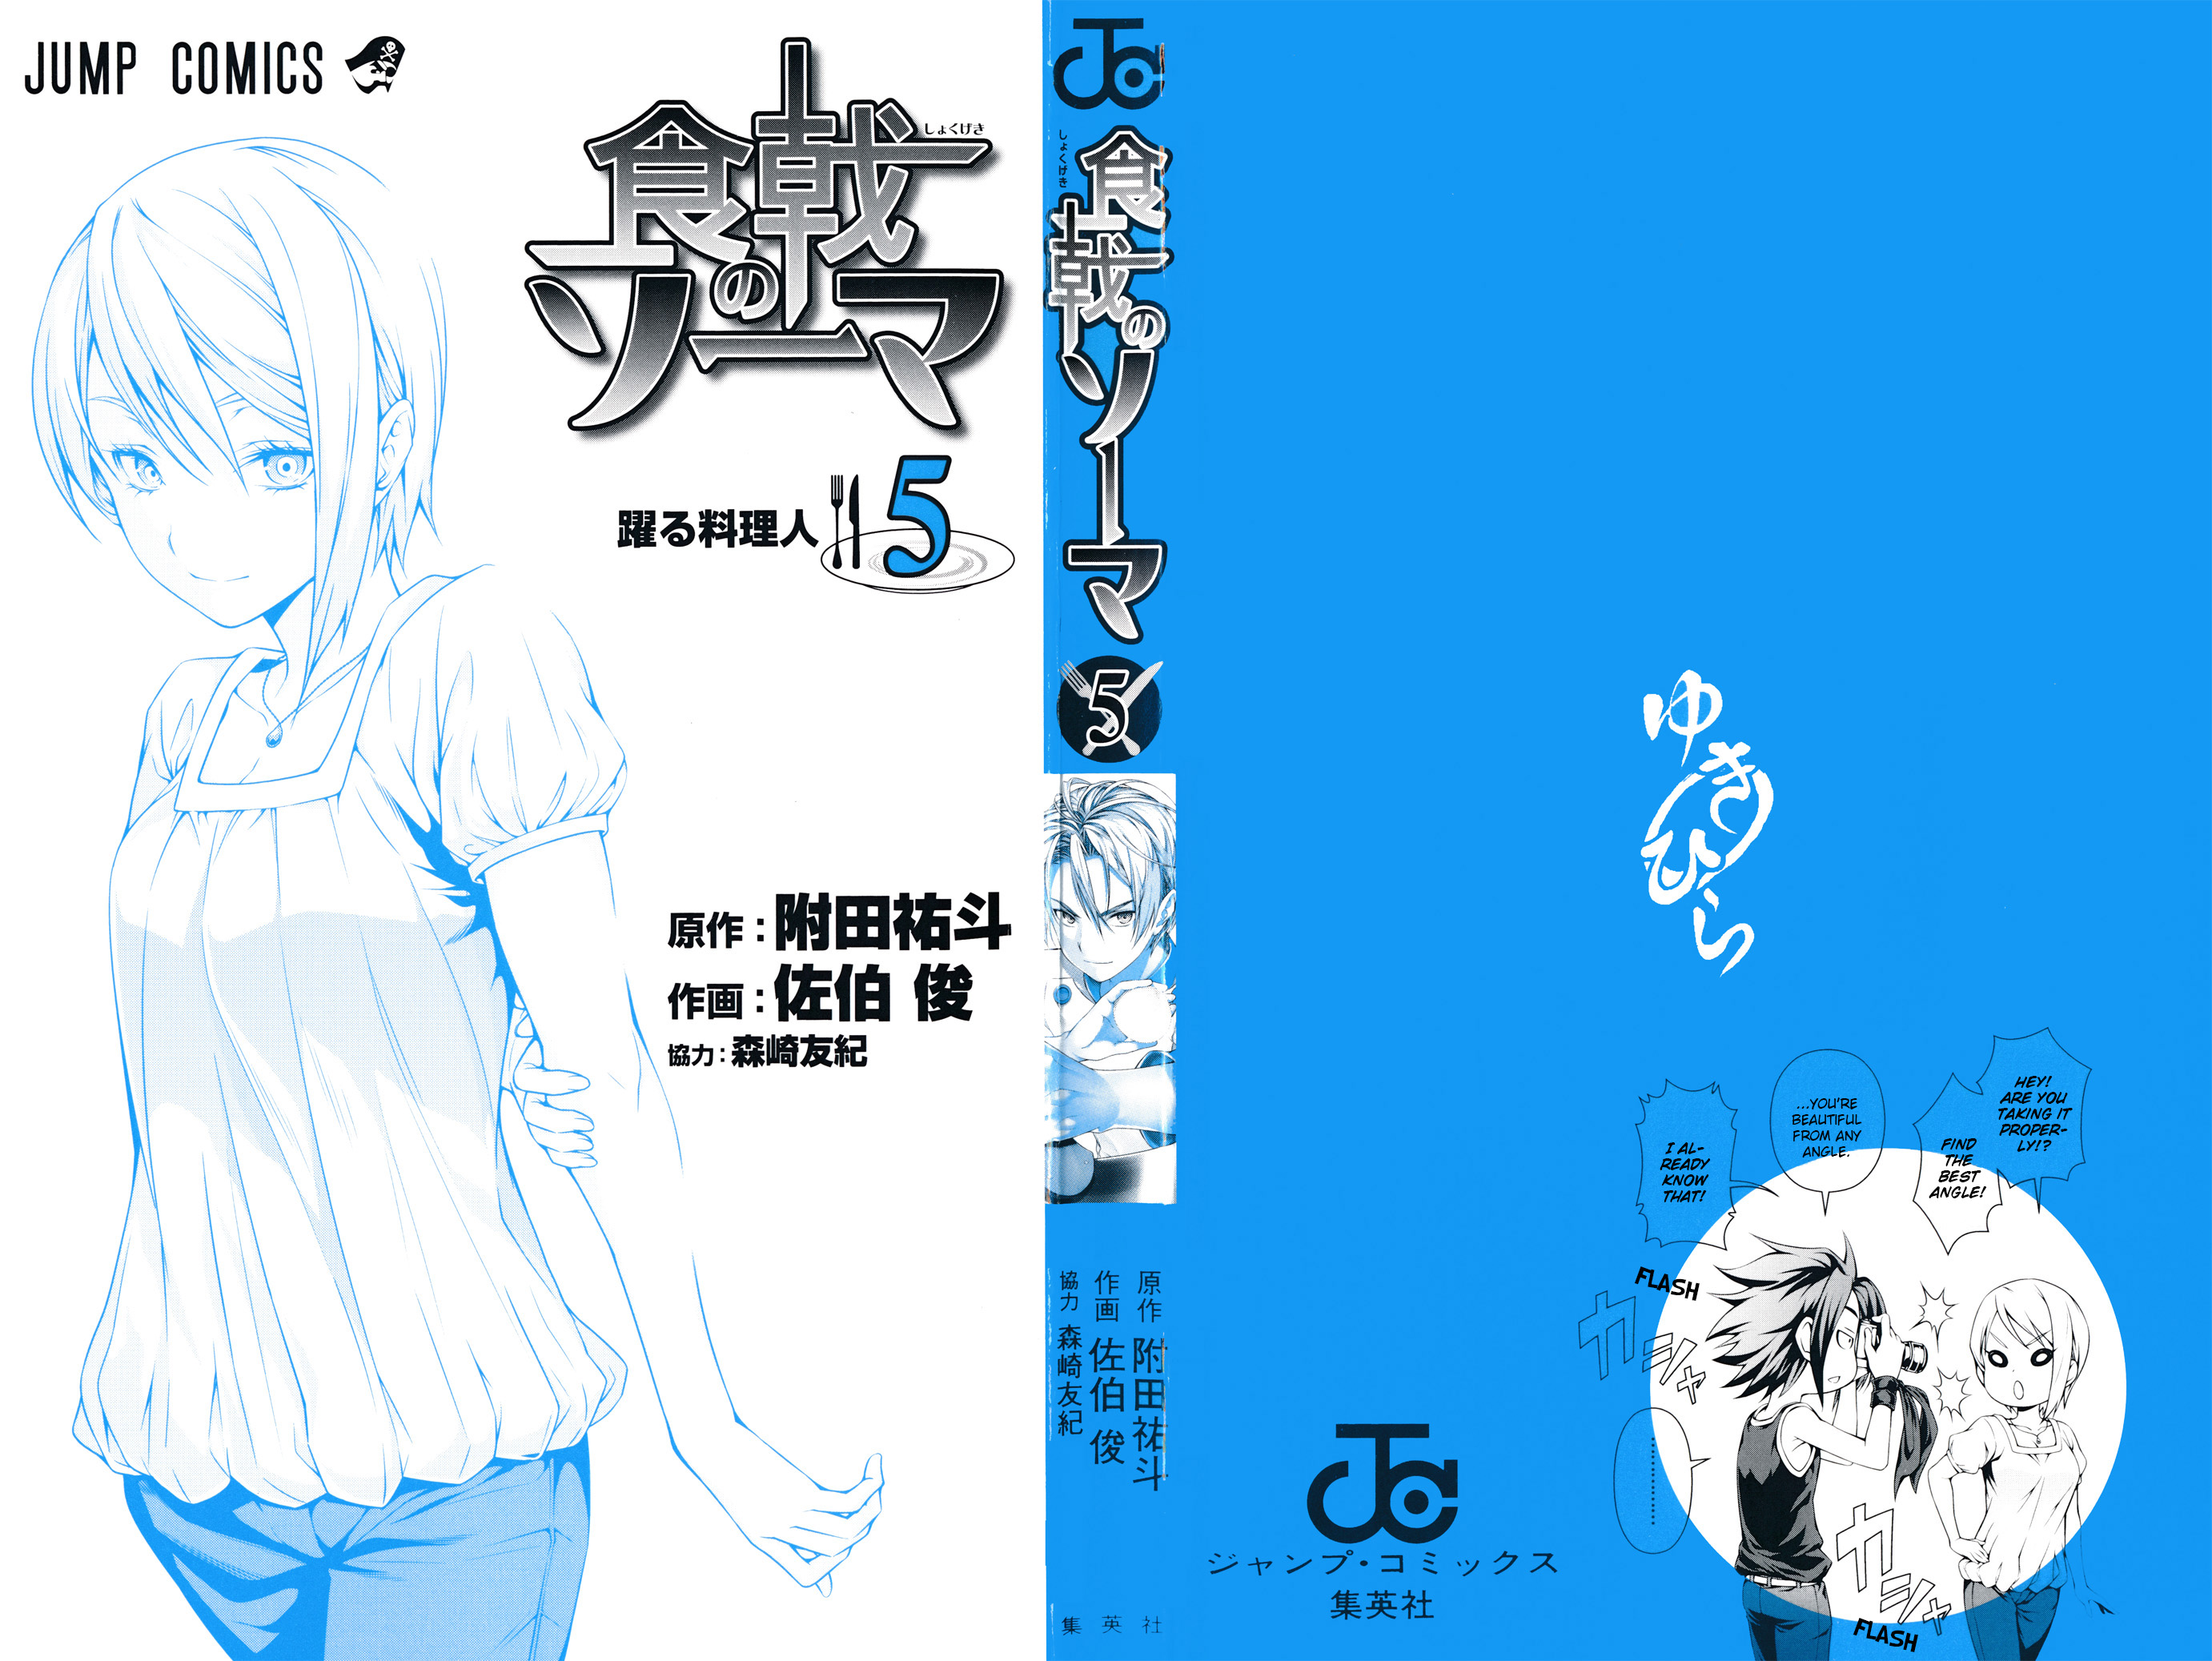 JUMP COMICS
食戟のソーマ
しょくげき
躍る料理人
5
原作：附田祐斗
作画：佐伯 俊
協力：森崎友紀
JC
しょくげき
食戟のソーマ
5
原作 附田祐斗
作画 佐伯 俊
協力 森崎友紀
集英社
ゆきひら
HEY!
ARE YOU
TAKING IT
PROPER-
LY!?
FIND
THE
BEST
ANGLE!
...YOU'RE
BEAUTIFUL
FROM ANY
ANGLE.
I AL-
READY
KNOW
THAT!
FLASH
カシャ
............
カシャ
FLASH
JC
ジャンプ・コミックス
集英社